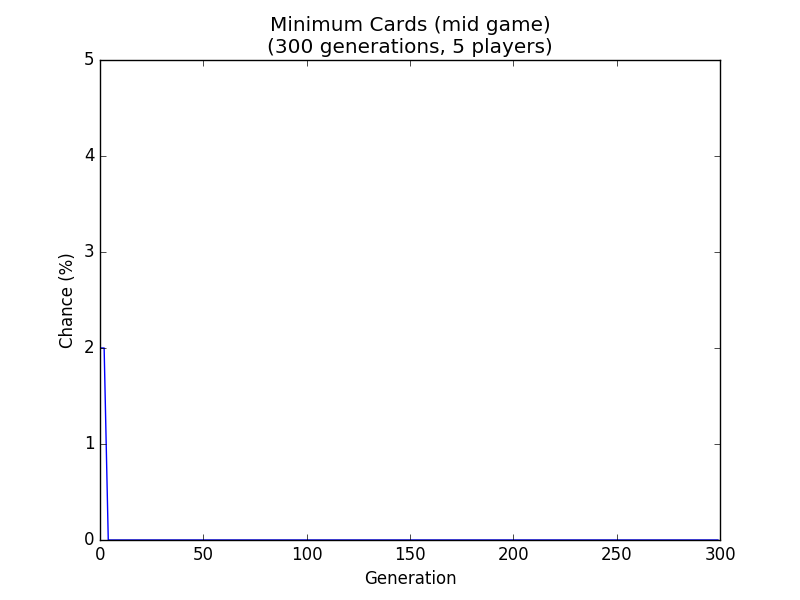 Minimum Cards (mid game)
(300 generations, 5 players)
5
4
3
2
1
0
Chance (%)
0 50 100 150 200 250 300
Generation